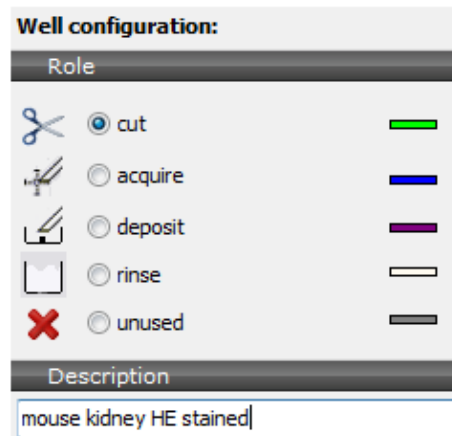 Well configuration:
Role
cut
acquire
deposit
rinse
unused
Description
mouse kidney HE stained